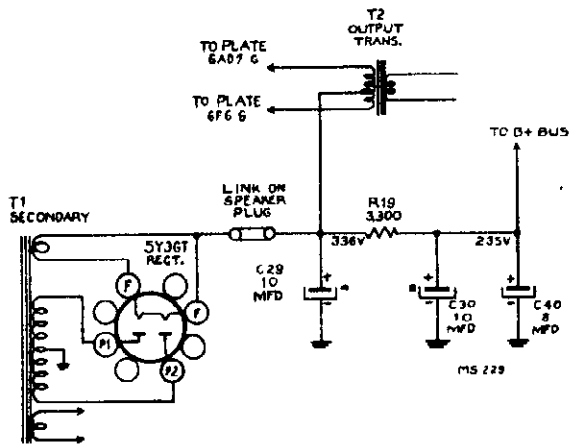 T2
OUTPUT
TRANS.
TO PLATE
6AD7 G
TO PLATE
6F6 G
TO B+ BUS
T1
SECONDARY
LINK ON
SPEAKER
PLUG
R19
3,300
5Y3GT
RECT.
336V
235V
F
F
P1
P2
C29
10
MFD
+
-
+
-
C30
10
MFD
+
-
C40
8
MFD
MS 229